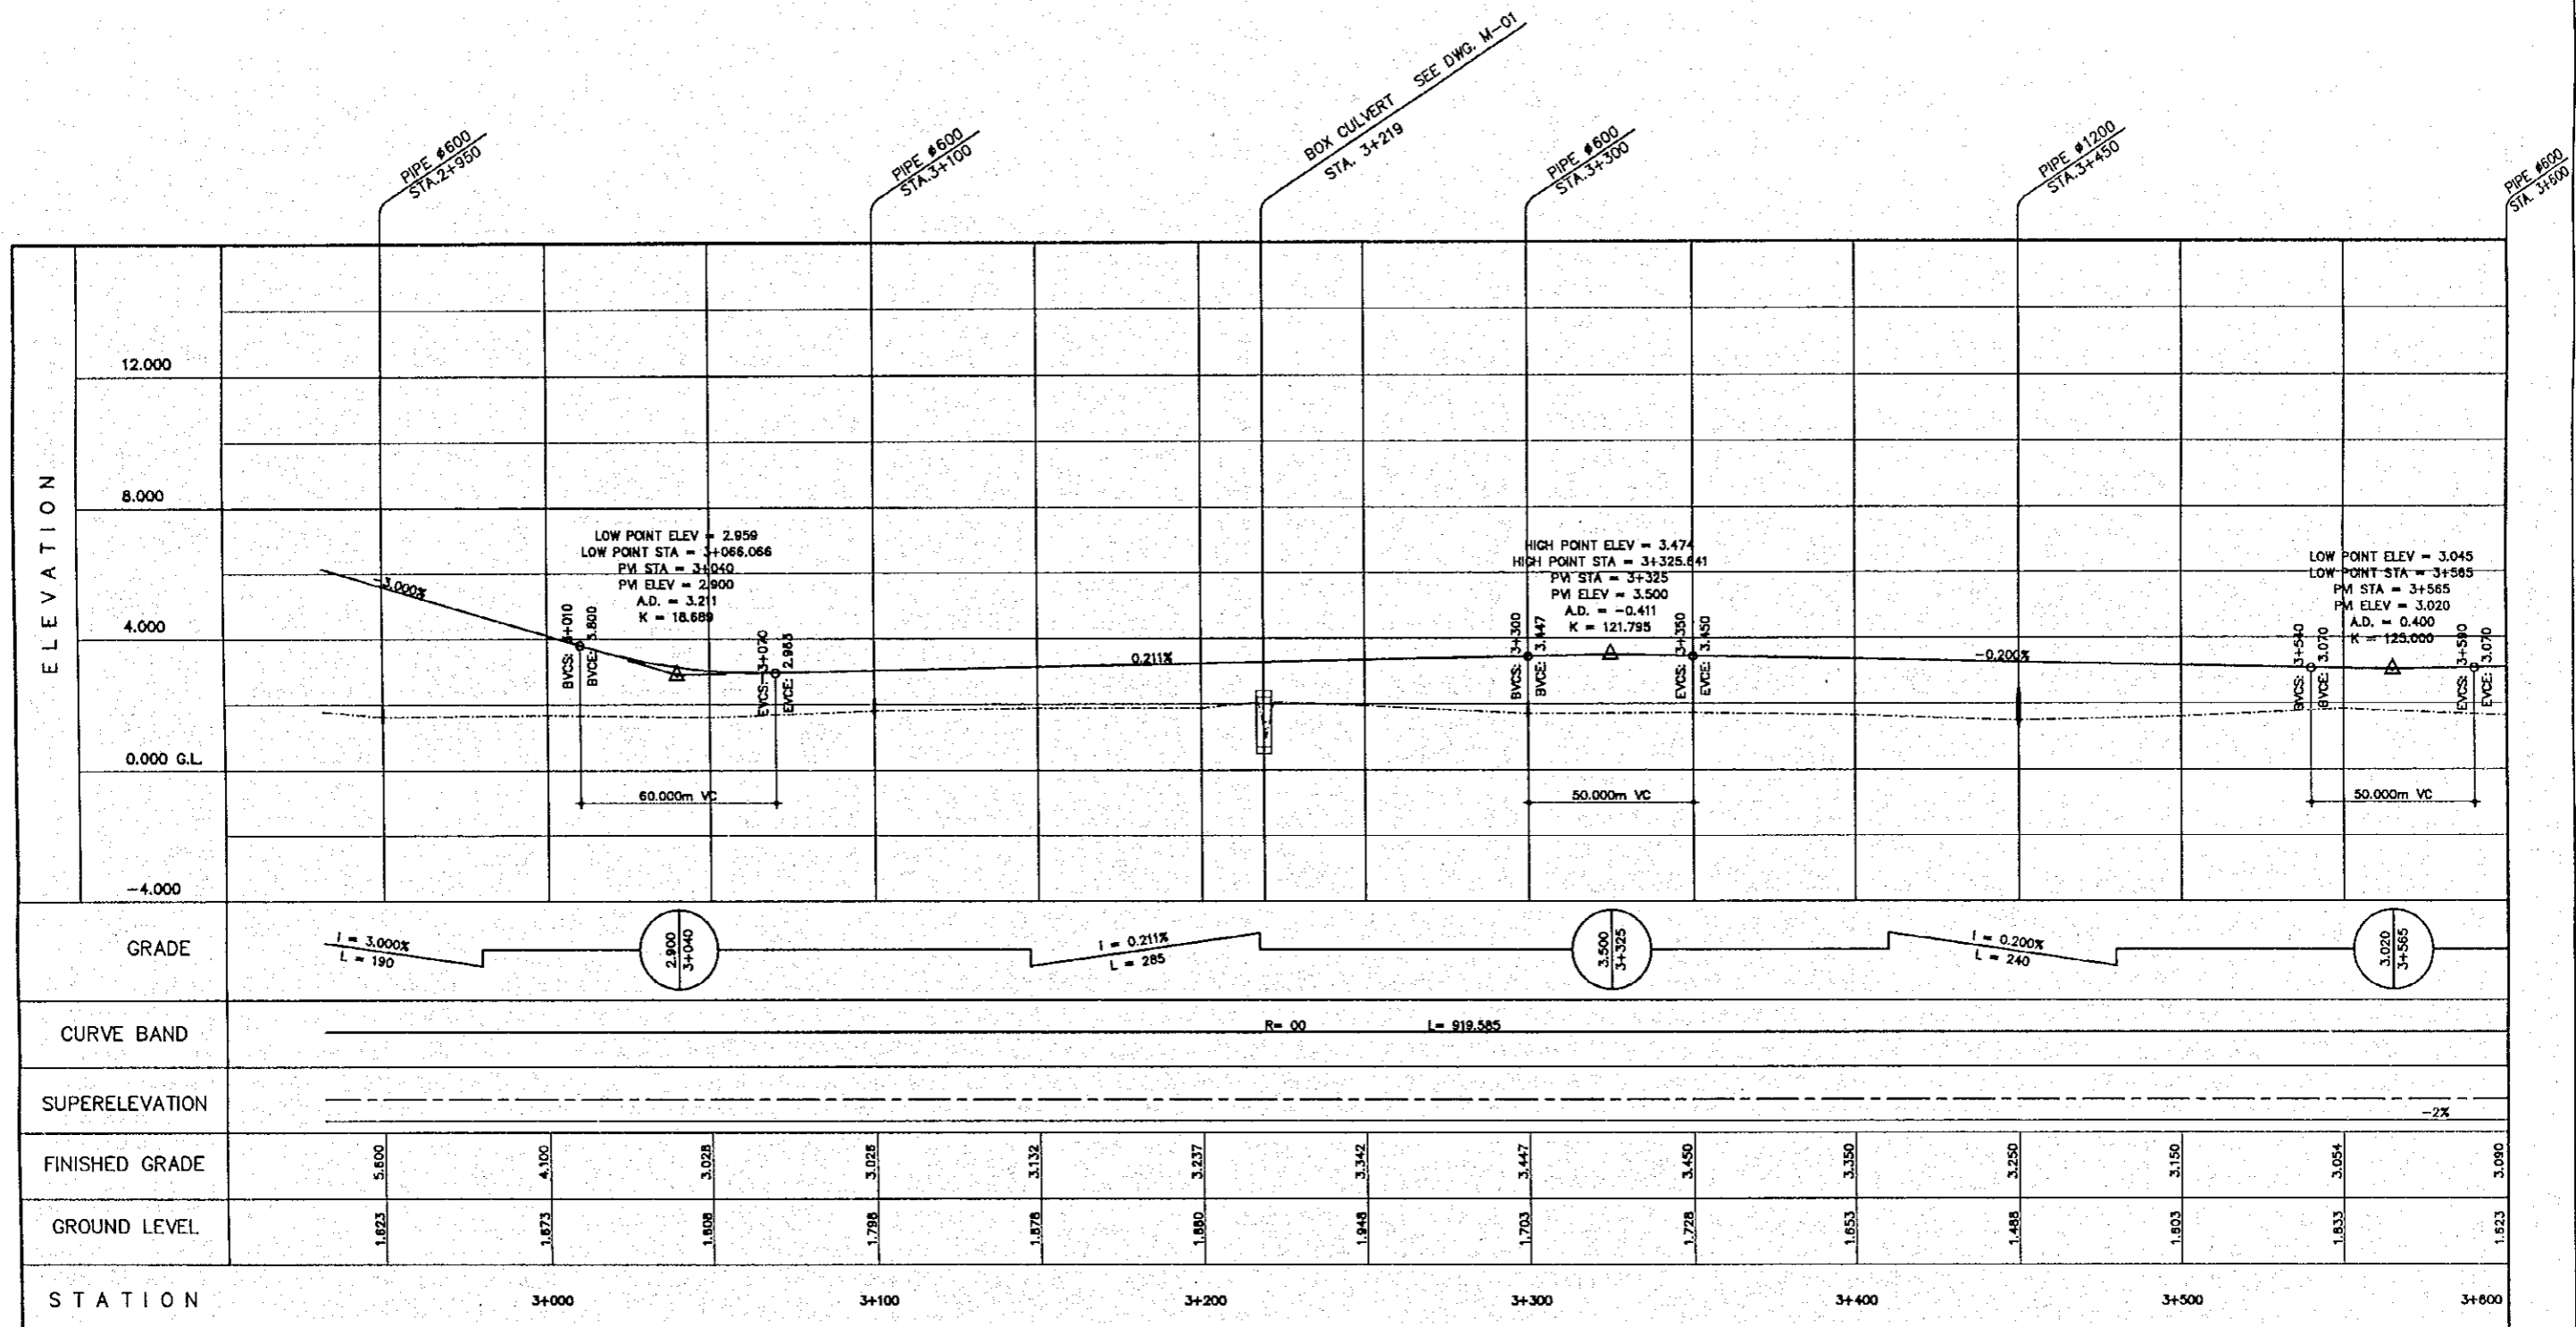 PIPE ø600
STA.2+950
PIPE ø600
STA.3+100
BOX CULVERT SEE DWG. M-01
STA. 3+219
PIPE ø600
STA.3+300
PIPE ø1200
STA.3+450
PIPE ø600
STA. 3+600
ELEVATION
12.000
8.000
4.000
0.000 G.L.
-4.000
-3.000%
LOW POINT ELEV = 2.959
LOW POINT STA = 3+066.066
PVI STA = 3+040
PVI ELEV = 2.900
A.D. = 3.211
K = 18.689
BVCS: 3+010
BVCE: 3.800
EVCS: 3+070
EVCE: 2.963
60.000m VC
0.211%
HIGH POINT ELEV = 3.474
HIGH POINT STA = 3+325.641
PVI STA = 3+325
PVI ELEV = 3.500
A.D. = -0.411
K = 121.795
BVCS: 3+300
BVCE: 3.447
EVCS: 3+350
EVCE: 3.450
50.000m VC
-0.200%
LOW POINT ELEV = 3.045
LOW POINT STA = 3+565
PVI STA = 3+565
PVI ELEV = 3.020
A.D. = 0.400
K = 125.000
BVCS: 3+540
BVCE: 3.070
EVCS: 3+590
EVCE: 3.070
50.000m VC
GRADE
I = 3.000%
L = 190
2.900
3+040
I = 0.211%
L = 285
3.500
3+325
I = 0.200%
L = 240
3.020
3+565
CURVE BAND
R= 00 L= 919.585
SUPERELEVATION
-2%
FINISHED GRADE 5.600 4.100 3.028 3.028 3.132 3.237 3.342 3.447 3.450 3.350 3.250 3.150 3.054 3.090
GROUND LEVEL 1.623 1.673 1.608 1.798 1.878 1.880 1.948 1.703 1.728 1.653 1.488 1.603 1.833 1.623
STATION 3+000 3+100 3+200 3+300 3+400 3+500 3+600